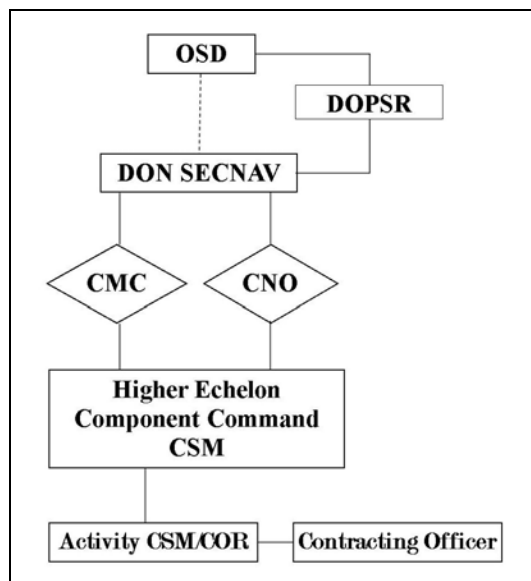 OSD
DOPSR
DON SECNAV
CMC
CNO
Higher Echelon
Component Command
CSM
Activity CSM/COR
Contracting Officer